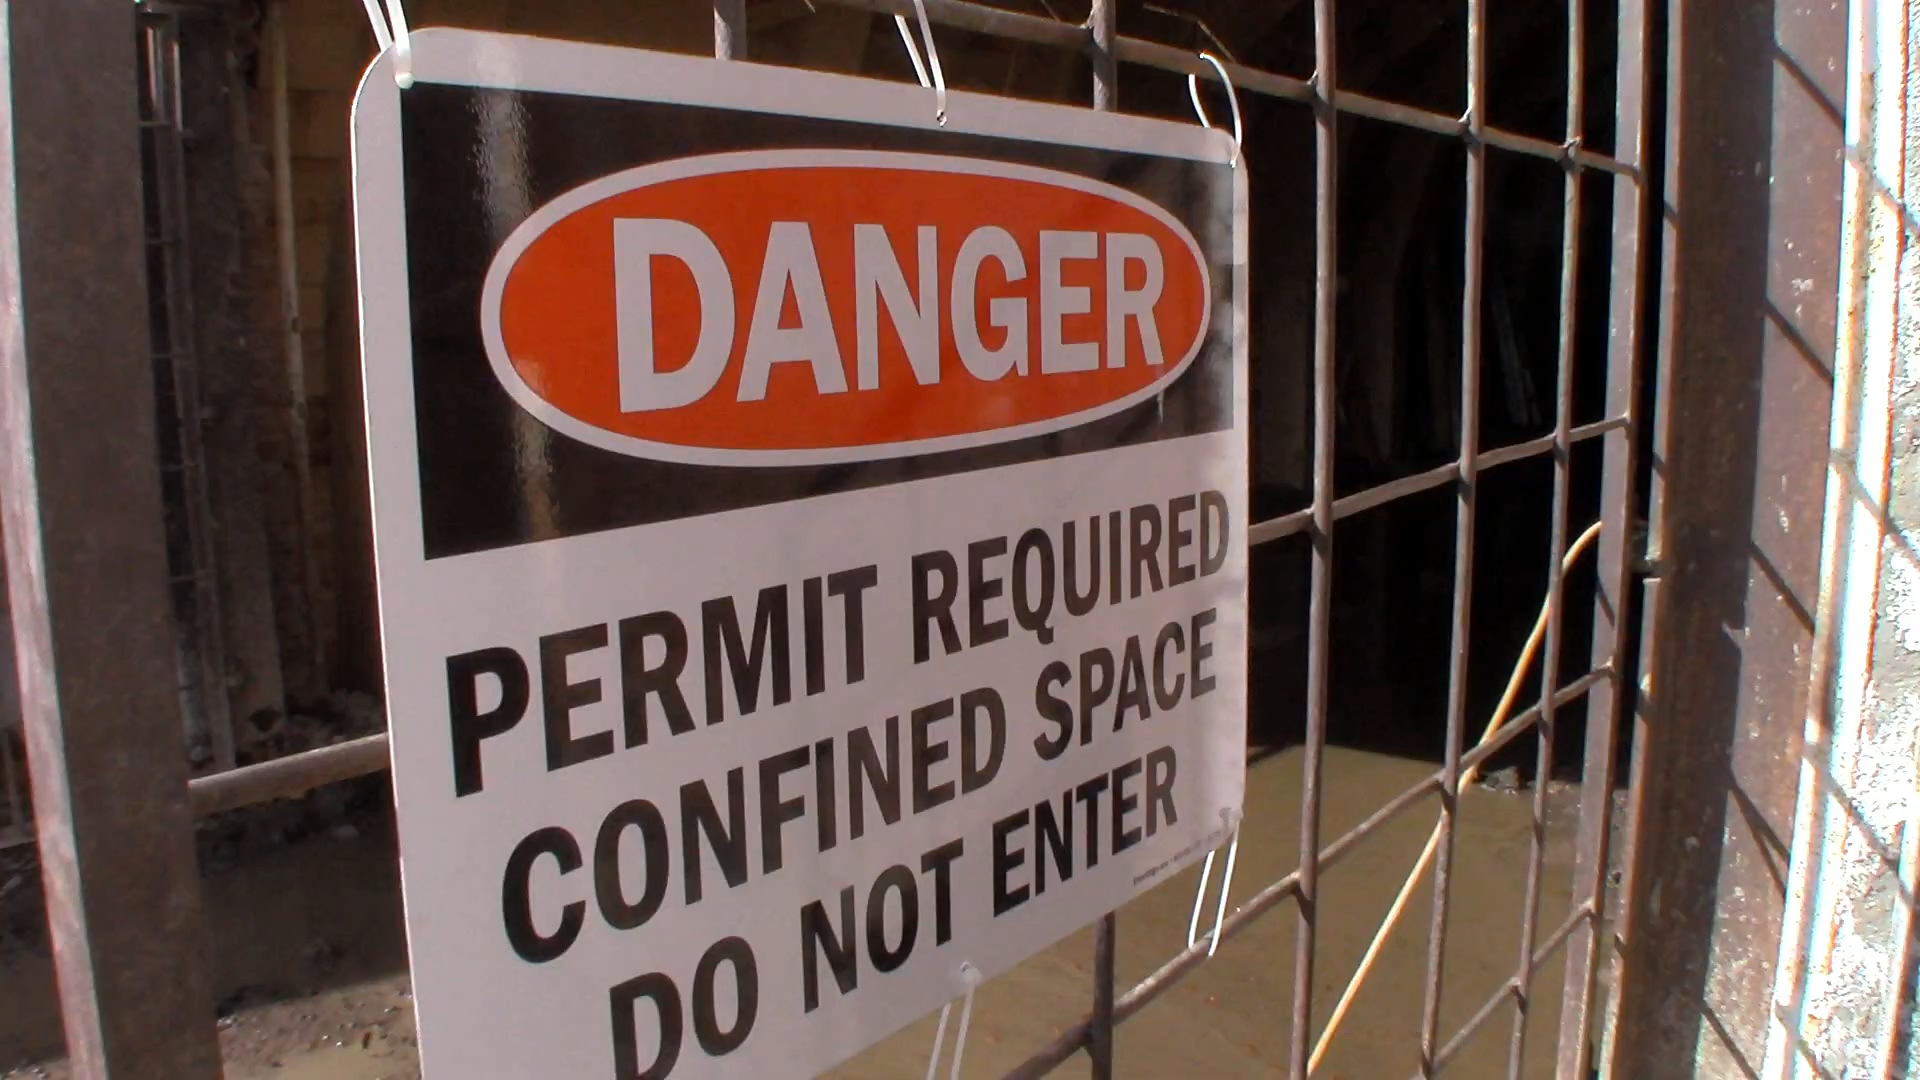 DANGER
PERMIT REQUIRED
CONFINED SPACE
DO NOT ENTER